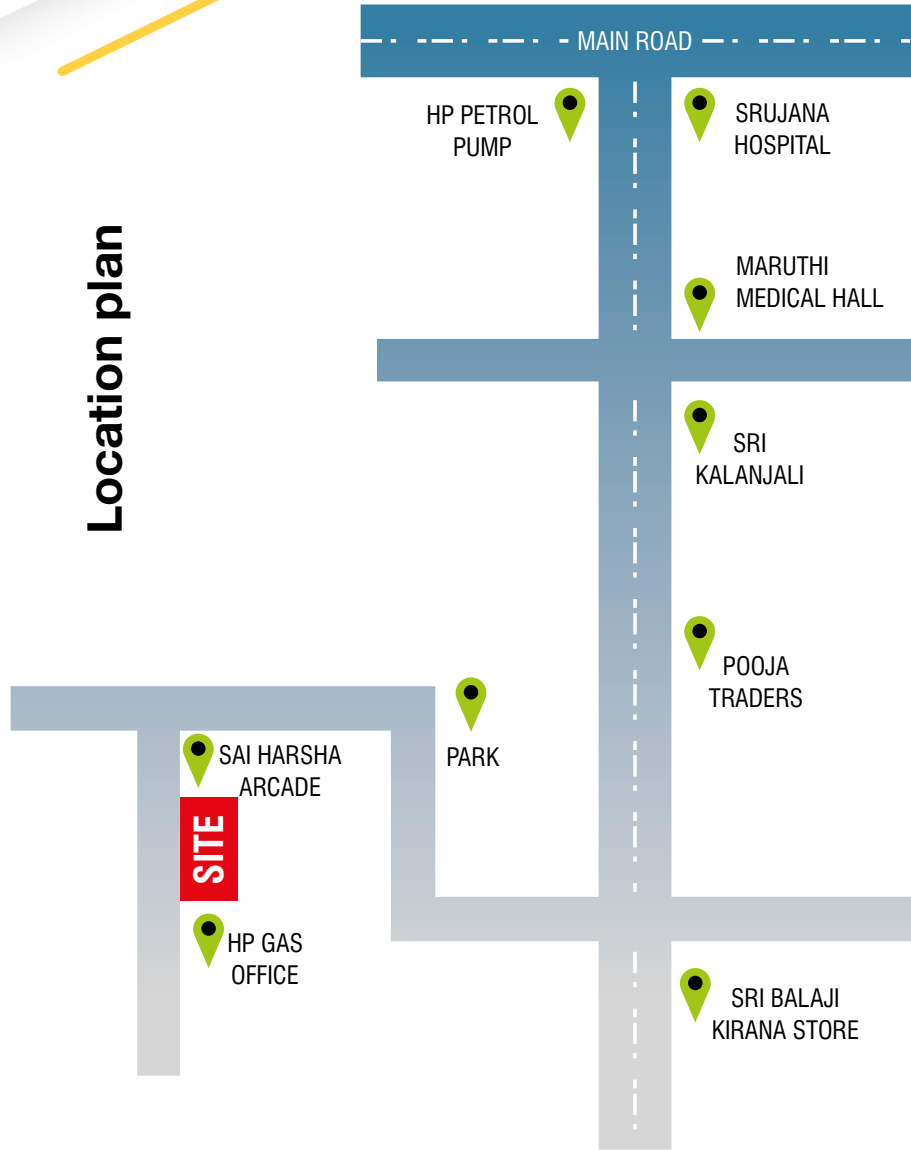 MAIN ROAD
HP PETROL
PUMP
SRUJANA
HOSPITAL
MARUTHI
MEDICAL HALL
Location plan
SRI
KALANJALI
POOJA
TRADERS
PARK
SAI HARSHA
ARCADE
SITE
HP GAS
OFFICE
SRI BALAJI
KIRANA STORE